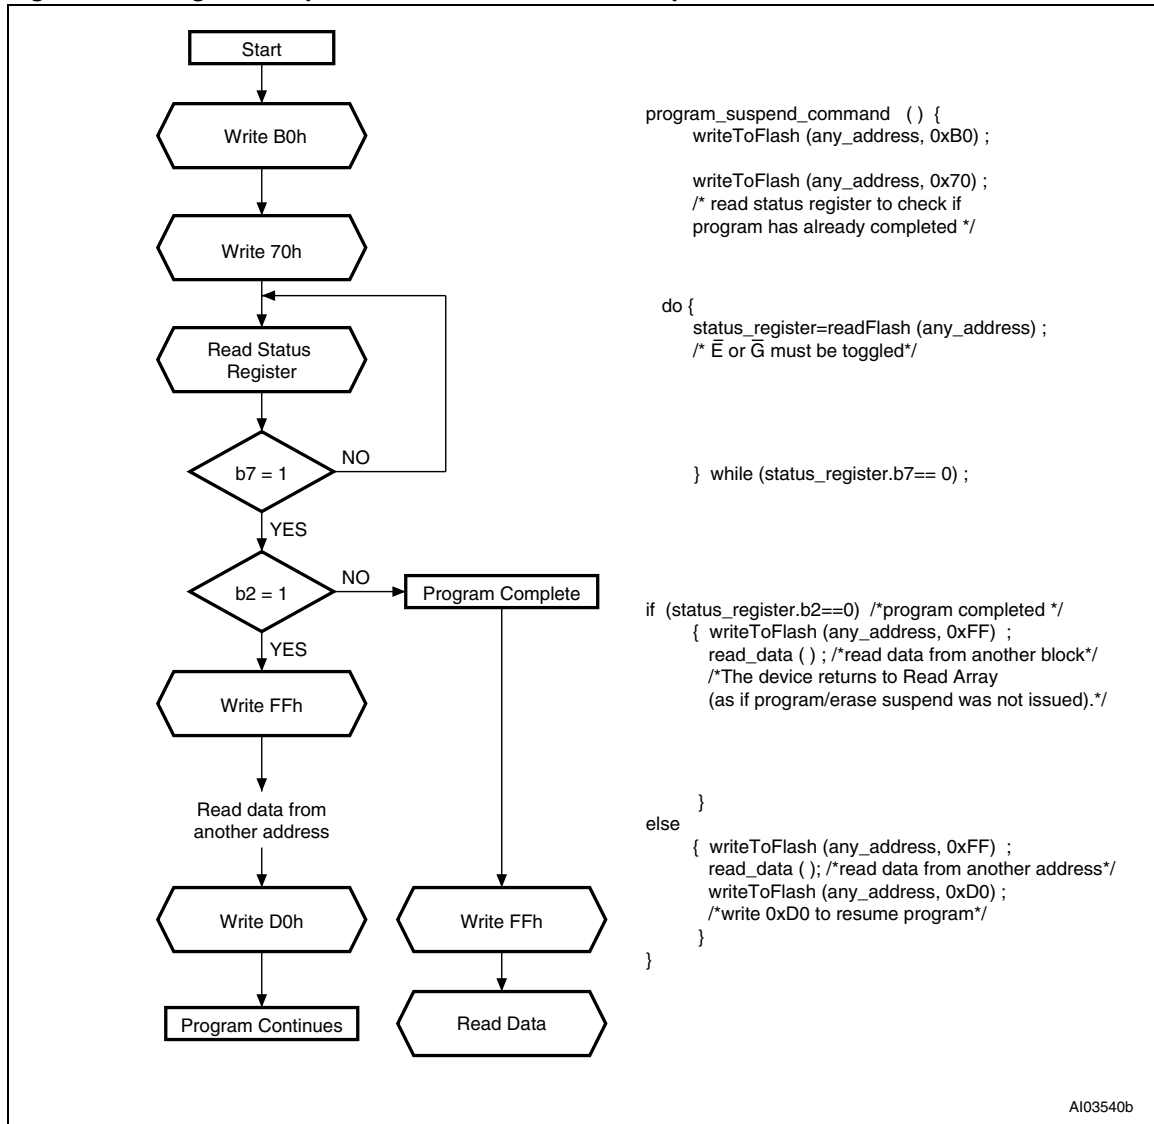 Start
Write B0h
Write 70h
Read Status
Register
b7 = 1
NO
YES
b2 = 1
NO
Program Complete
YES
Write FFh
Read data from
another address
Write D0h
Write FFh
Program Continues
Read Data
program_suspend_command ( ) {
writeToFlash (any_address, 0xB0) ;
writeToFlash (any_address, 0x70) ;
/* read status register to check if
program has already completed */
do {
status_register=readFlash (any_address) ;
/* E̅ or G̅ must be toggled*/
} while (status_register.b7== 0) ;
if (status_register.b2==0) /*program completed */
{ writeToFlash (any_address, 0xFF) ;
read_data ( ) ; /*read data from another block*/
/*The device returns to Read Array
(as if program/erase suspend was not issued).*/
}
else
{ writeToFlash (any_address, 0xFF) ;
read_data ( ); /*read data from another address*/
writeToFlash (any_address, 0xD0) ;
/*write 0xD0 to resume program*/
}
}
AI03540b